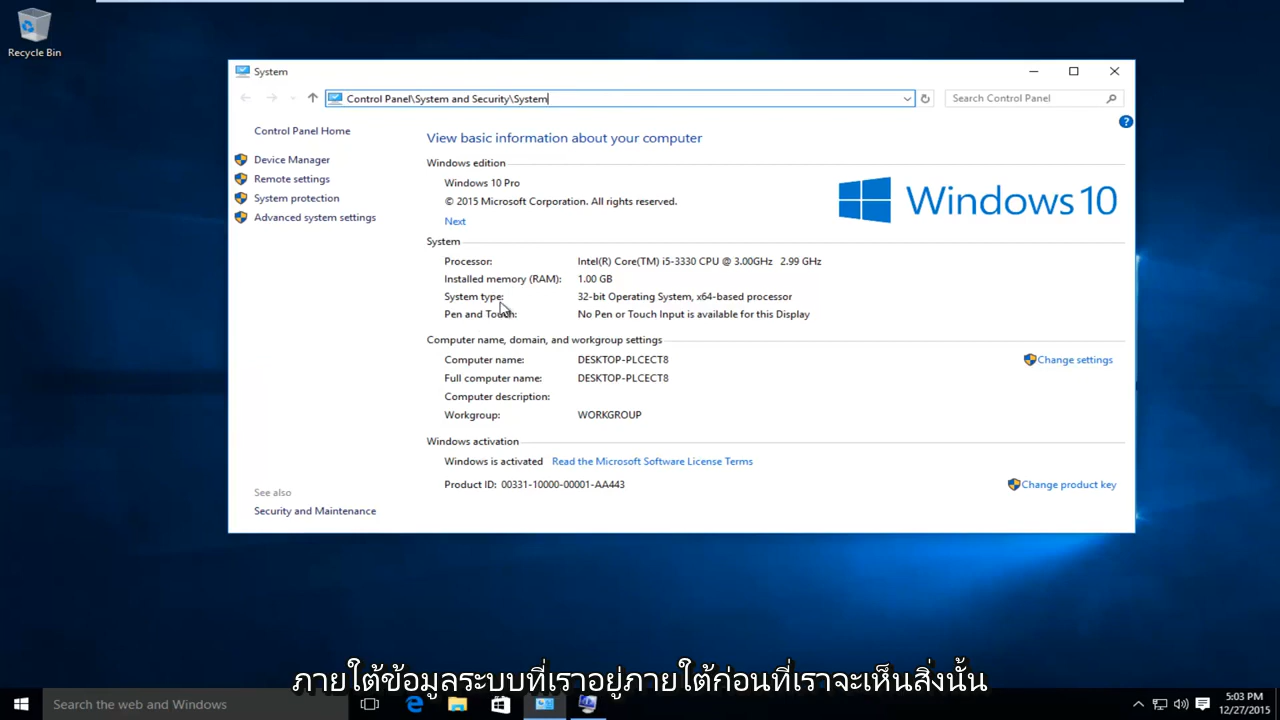 Recycle Bin
System
Control Panel\System and Security\System
Search Control Panel
Control Panel Home
Device Manager
Remote settings
System protection
Advanced system settings
See also
Security and Maintenance
View basic information about your computer
Windows edition
Windows 10 Pro
© 2015 Microsoft Corporation. All rights reserved.
Next
Windows 10
System
Processor: Intel(R) Core(TM) i5-3330 CPU @ 3.00GHz 2.99 GHz
Installed memory (RAM): 1.00 GB
System type: 32-bit Operating System, x64-based processor
Pen and Touch: No Pen or Touch Input is available for this Display
Computer name, domain, and workgroup settings
Computer name: DESKTOP-PLCECT8
Change settings
Full computer name: DESKTOP-PLCECT8
Computer description:
Workgroup: WORKGROUP
Windows activation
Windows is activated Read the Microsoft Software License Terms
Product ID: 00331-10000-00001-AA443
Change product key
ภายใต้ข้อมูลระบบที่เราอยู่ภายใต้ก่อนที่เราจะเห็นสิ่งนั้น
Search the web and Windows
5:03 PM
12/27/2015